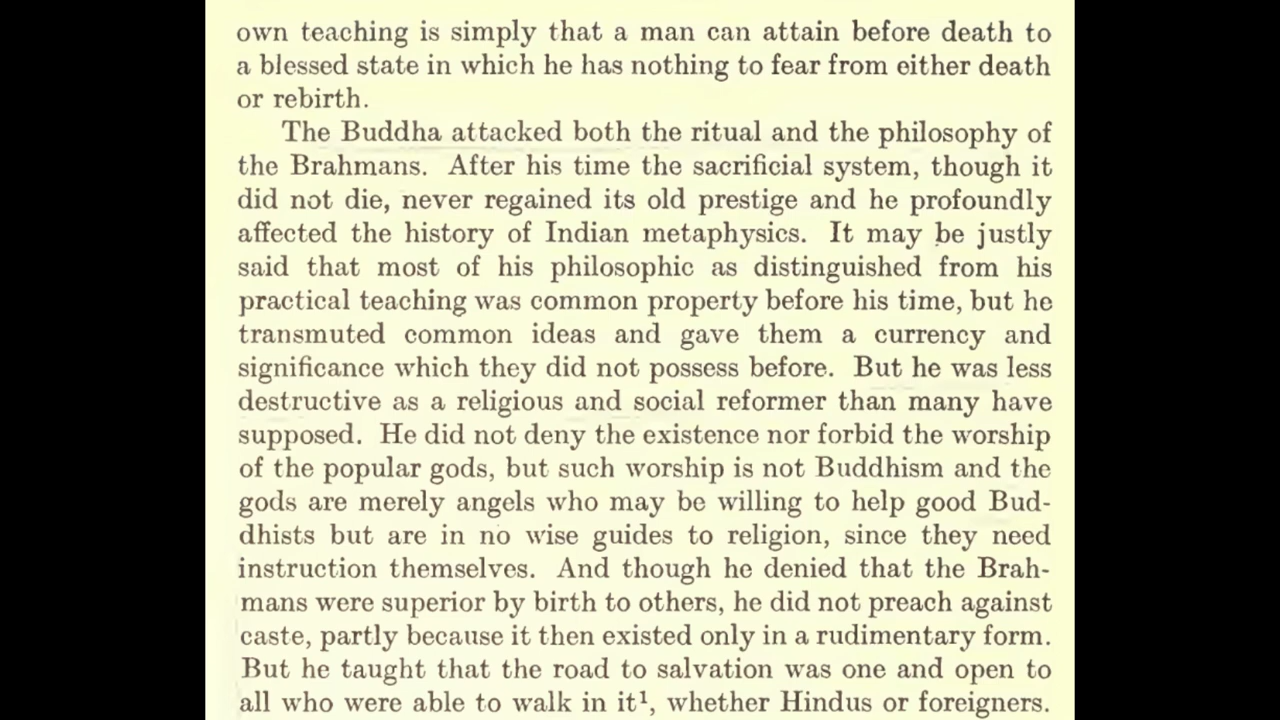 own teaching is simply that a man can attain before death to
a blessed state in which he has nothing to fear from either death
or rebirth.
The Buddha attacked both the ritual and the philosophy of
the Brahmans. After his time the sacrificial system, though it
did not die, never regained its old prestige and he profoundly
affected the history of Indian metaphysics. It may be justly
said that most of his philosophic as distinguished from his
practical teaching was common property before his time, but he
transmuted common ideas and gave them a currency and
significance which they did not possess before. But he was less
destructive as a religious and social reformer than many have
supposed. He did not deny the existence nor forbid the worship
of the popular gods, but such worship is not Buddhism and the
gods are merely angels who may be willing to help good Bud-
dhists but are in no wise guides to religion, since they need
instruction themselves. And though he denied that the Brah-
mans were superior by birth to others, he did not preach against
caste, partly because it then existed only in a rudimentary form.
But he taught that the road to salvation was one and open to
all who were able to walk in it¹, whether Hindus or foreigners.